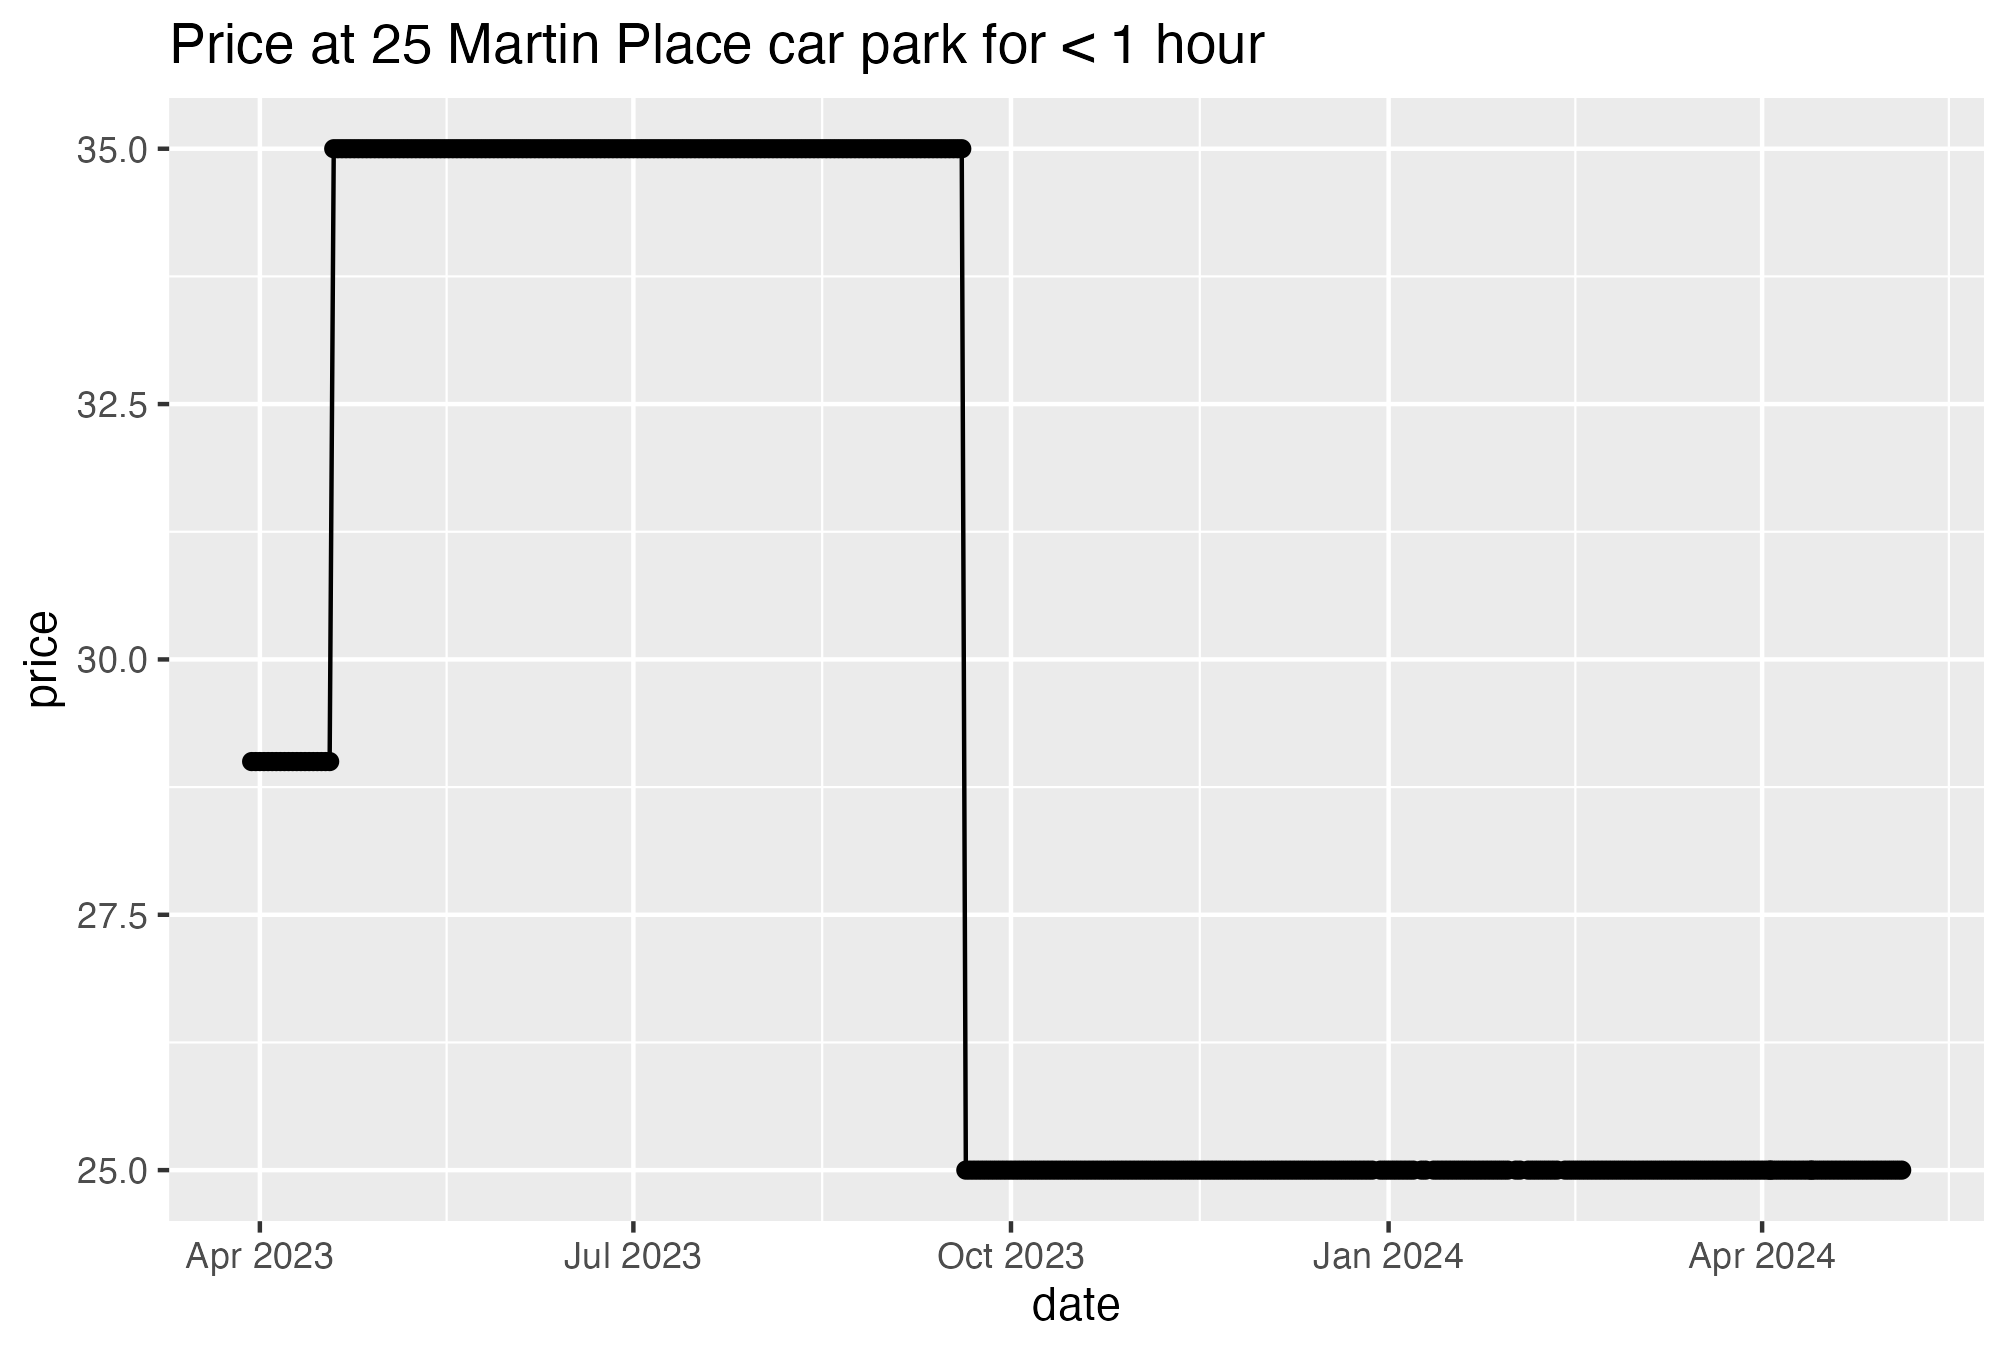 Price at 25 Martin Place car park for < 1 hour
price
35.0
32.5
30.0
27.5
25.0
Apr 2023 Jul 2023 Oct 2023 Jan 2024 Apr 2024
date